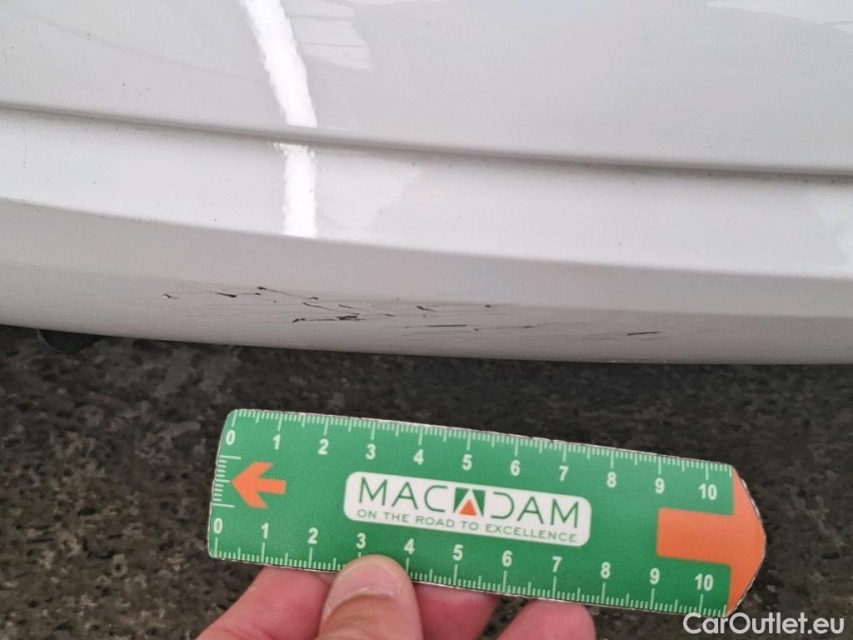 0 1 2 3 4 5 6 7 8 9 10
MACADAM
ON THE ROAD TO EXCELLENCE
0 1 2 3 4 5 6 7 8 9 10
CarOutlet.eu